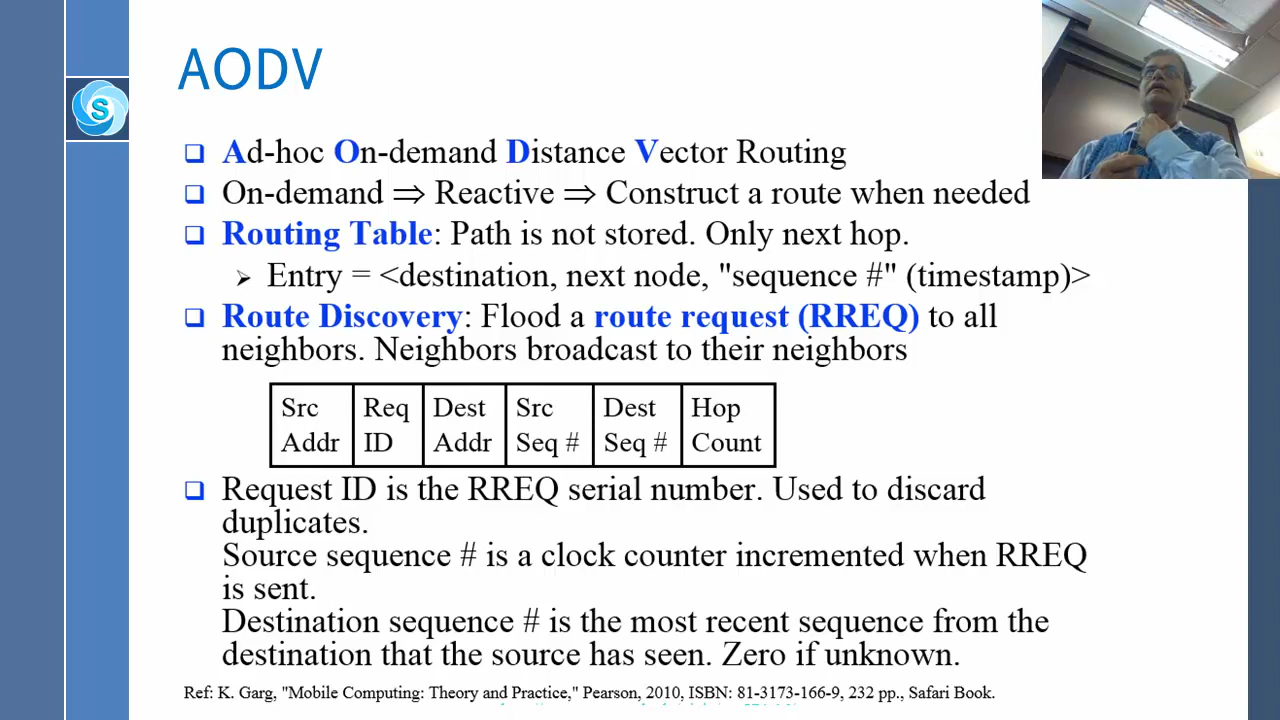 AODV
S
❑ Ad-hoc On-demand Distance Vector Routing
❑ On-demand ⇒ Reactive ⇒ Construct a route when needed
❑ Routing Table: Path is not stored. Only next hop.
➢ Entry = <destination, next node, "sequence #" (timestamp)>
❑ Route Discovery: Flood a route request (RREQ) to all
neighbors. Neighbors broadcast to their neighbors
Src Req Dest Src Dest Hop
Addr ID Addr Seq # Seq # Count
❑ Request ID is the RREQ serial number. Used to discard
duplicates.
Source sequence # is a clock counter incremented when RREQ
is sent.
Destination sequence # is the most recent sequence from the
destination that the source has seen. Zero if unknown.
Ref: K. Garg, "Mobile Computing: Theory and Practice," Pearson, 2010, ISBN: 81-3173-166-9, 232 pp., Safari Book.